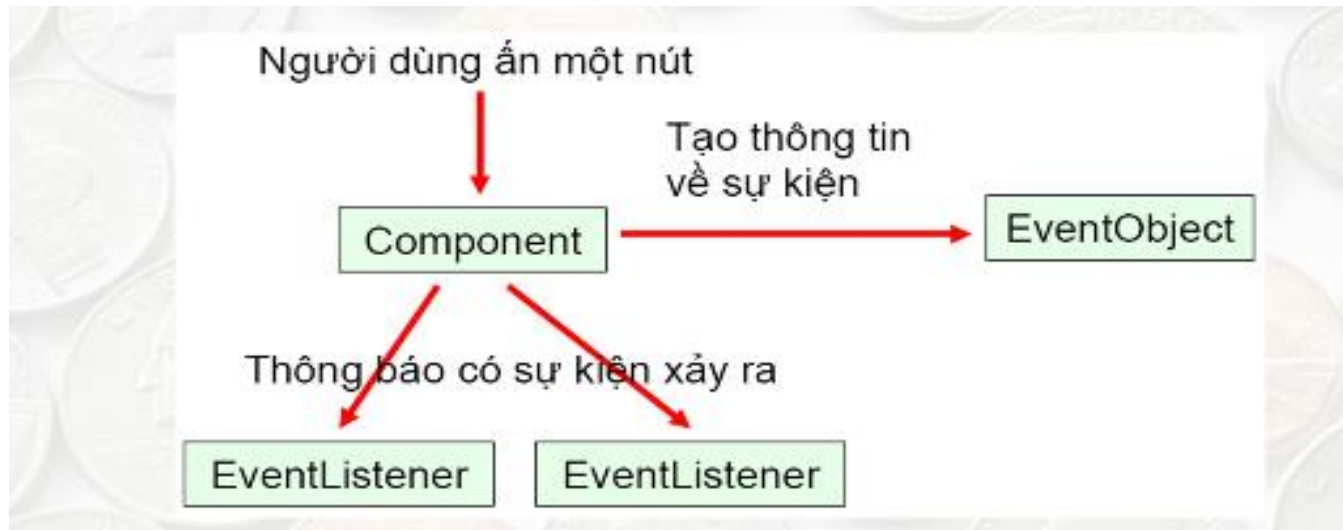 Người dùng ấn một nút
Tạo thông tin
về sự kiện
Component
EventObject
Thông báo có sự kiện xảy ra
EventListener
EventListener